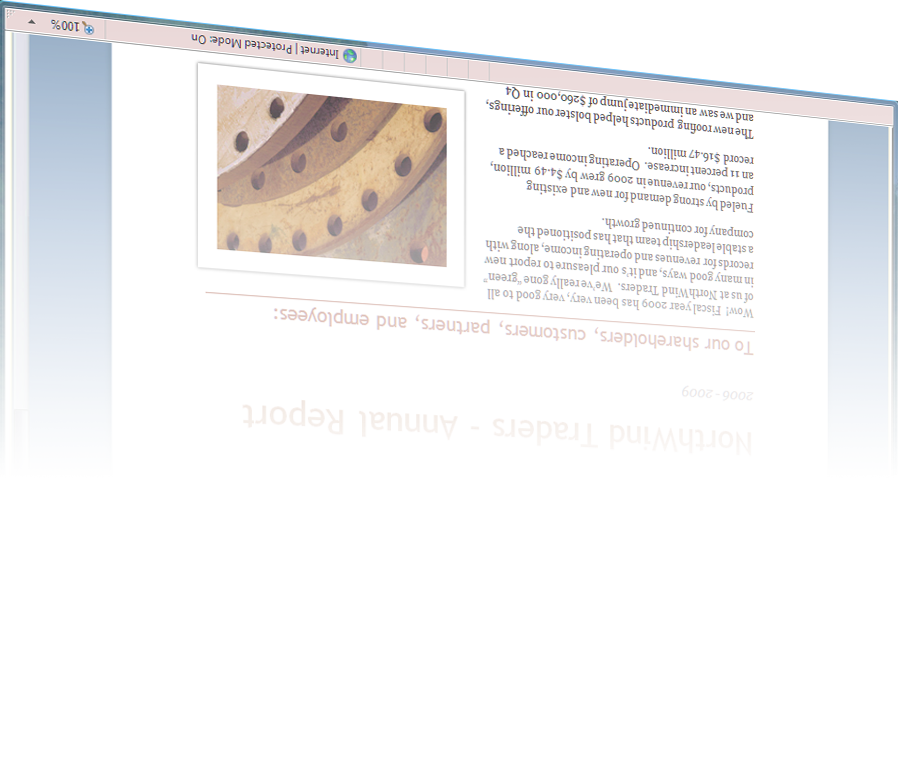 NorthWind Traders - Annual Report
2006 - 2009
To our shareholders, customers, partners, and employees:
Wow! Fiscal year 2009 has been very, very good to all
of us at NorthWind Traders. We've really gone "green"
in many good ways, and it's our pleasure to report new
records for revenues and operating income, along with
a stable leadership team that has positioned the
company for continued growth.
Fueled by strong demand for new and existing
products, our revenue in 2009 grew by $4.49 million,
an 11 percent increase. Operating income reached a
record $16.47 million.
The new roofing products helped bolster our offerings,
and we saw an immediate jump of $260,000 in Q4
Internet | Protected Mode: On
100%